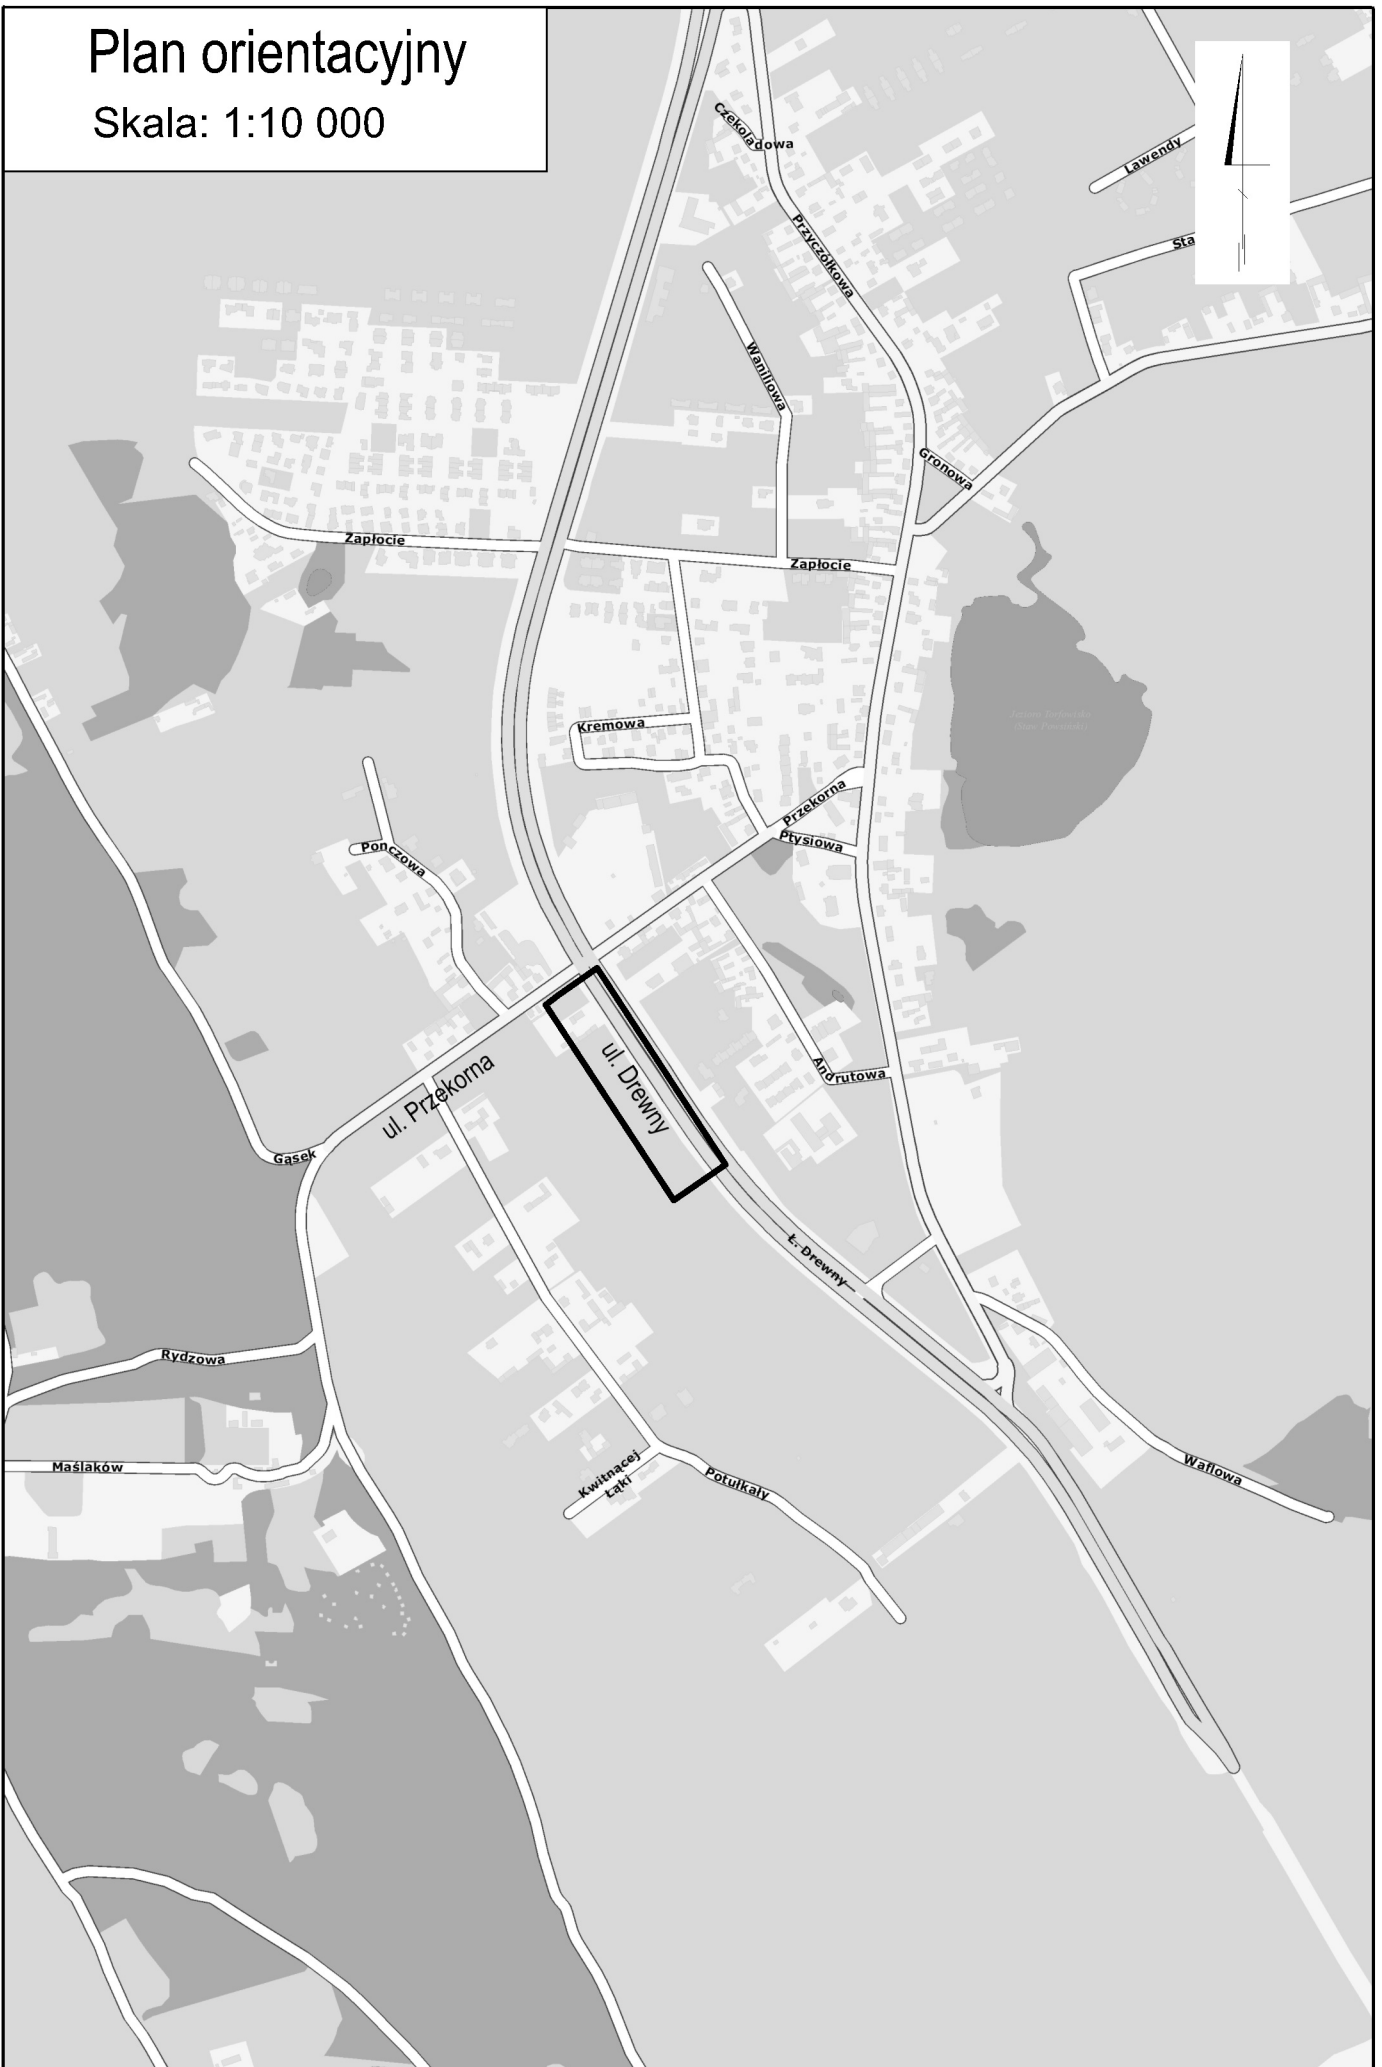 Plan orientacyjny
Skala: 1:10 000
Czekoladowa
Lawendy
Przyczółkowa
Sta
Waniliowa
Gronowa
Zapłocie
Zapłocie
Kremowa
Przekorna
Ptysiowa
Ponczowa
ul. Drewny
Andrutowa
ul. Przekorna
Gąsek
Ł. Drewny
Rydzowa
Maślaków
Kwitnącej
Łąki
Potułkały
Waflowa